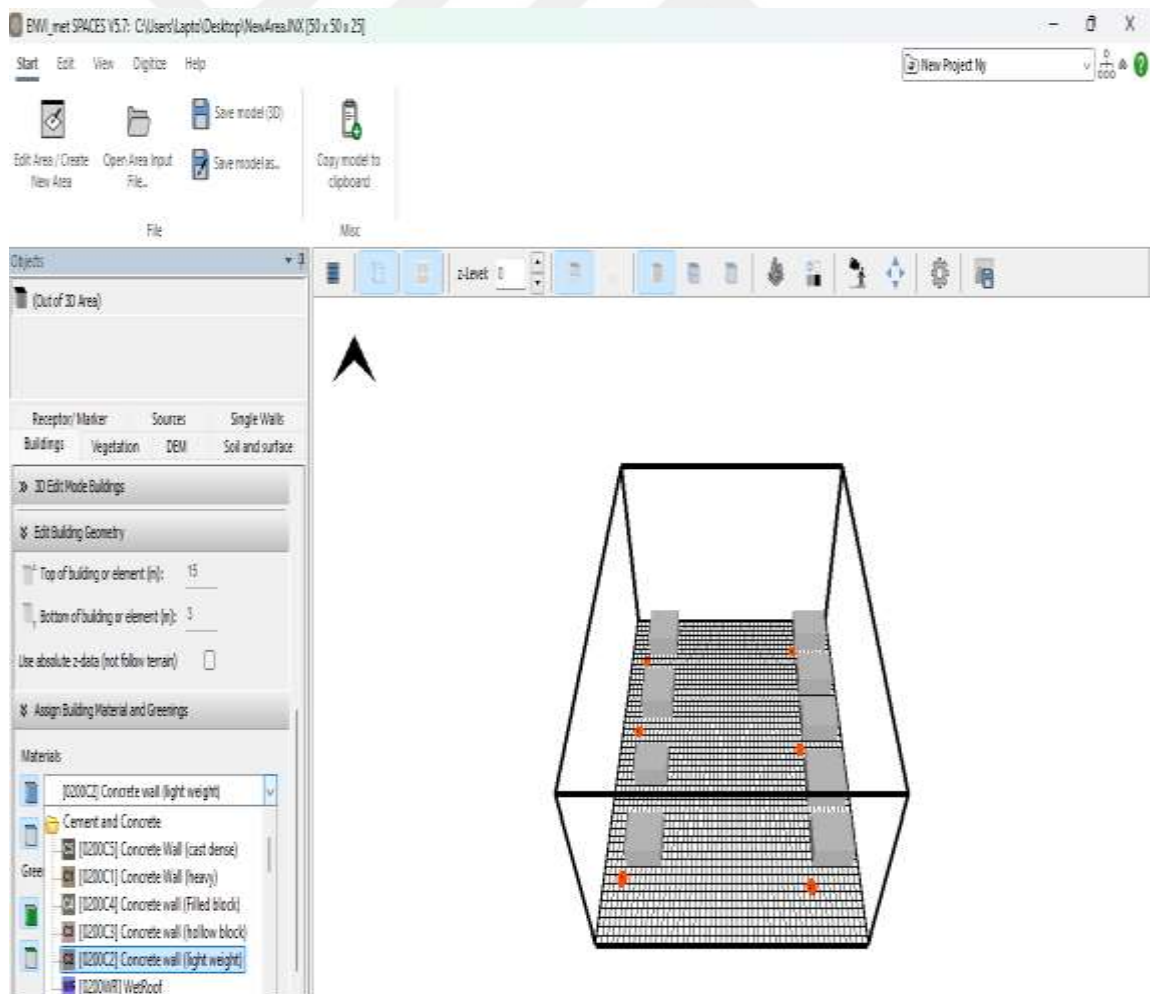 ENVI_met SPACES V5.7: C:\Users\Lapto\Desktop\NewArea.INX [50 x 50 x 25]
Start Edit View Digitize Help
New Project Ny
Edit Area / Create New Area
Open Area Input File...
Save model (3D)
Save model as...
Copy model to clipboard
File
Misc
Objects
z-Level: 0
(Out of 3D Area)
Receptor/ Marker Sources Single Walls
Buildings Vegetation DEM Soil and surface
3D Edit Mode Buildings
Edit Building Geometry
Top of building or element (m): 15
Bottom of building or element (m): 3
Use absolute z-data (not follow terrain)
Assign Building Material and Greenings
Materials
[0200C2] Concrete wall (light weight)
Cement and Concrete
[0200C5] Concrete Wall (cast dense)
Gree
[0200C1] Concrete Wall (heavy)
[0200C4] Concrete wall (Filled block)
[0200C3] Concrete wall (hollow block)
[0200C2] Concrete wall (light weight)
[0200WR] WetRoof